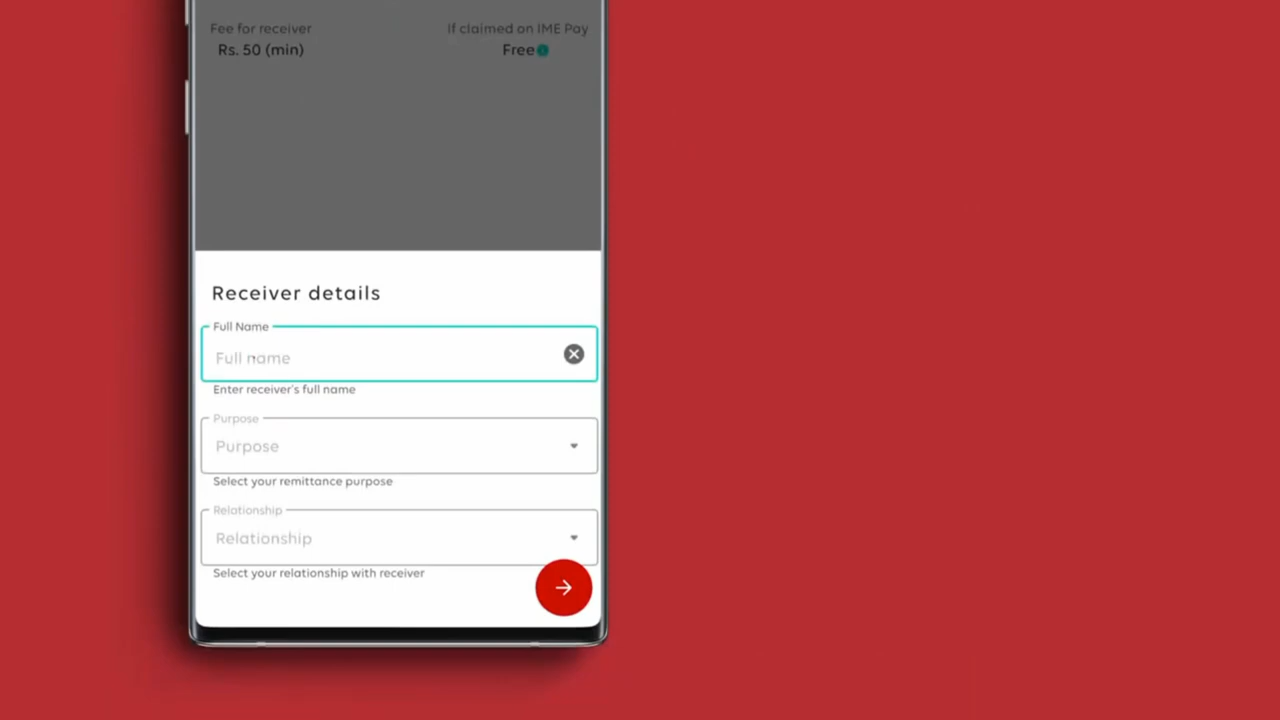 Fee for receiver
If claimed on IME Pay
Rs. 50 (min)
Free
Receiver details
Full Name
Full name
Enter receiver's full name
Purpose
Purpose
Select your remittance purpose
Relationship
Relationship
Select your relationship with receiver